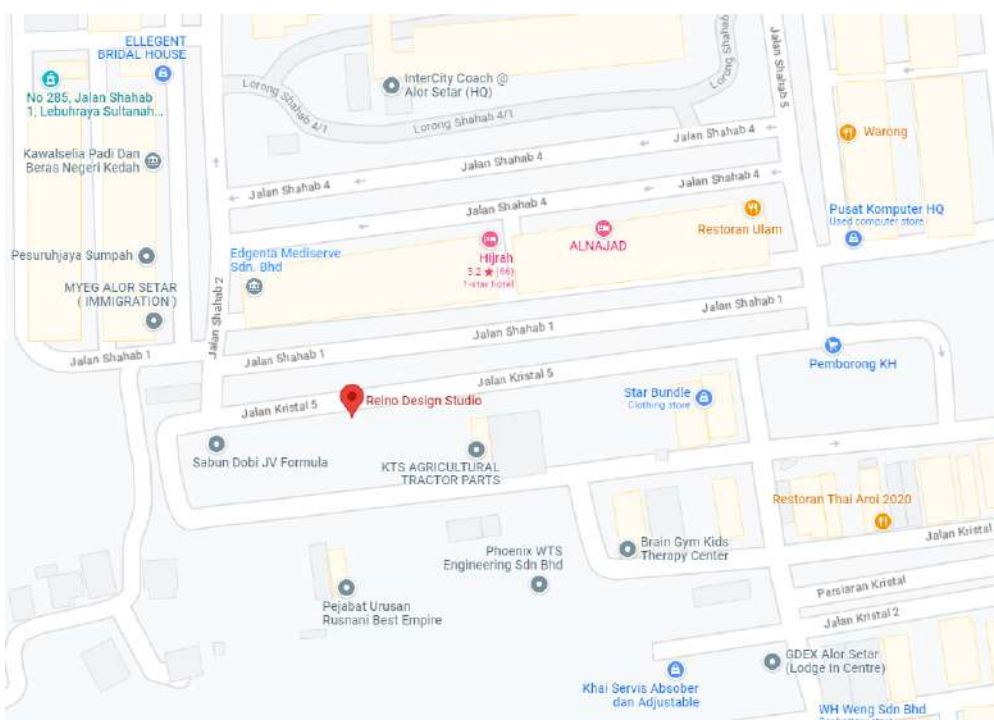 ELLEGENT
BRIDAL HOUSE
No 285, Jalan Shahab
1, Lebuhraya Sultanah...
Lorong Shahab 4/1
InterCity Coach @
Alor Setar (HQ)
Lorong Shahab 4/1
Lorong Shahab
Jalan Shahab 5
Jalan Shahab 4
Warong
Kawalselia Padi Dan
Beras Negeri Kedah
Jalan Shahab 4
Jalan Shahab 4
Jalan Shahab 4
Jalan Shahab 4
Pusat Komputer HQ
Used computer store
Restoran Ulam
ALNAJAD
Hijrah
3.2 ★ (66)
1-star hotel
Edgenta Mediserve
Sdn. Bhd
Pesuruhjaya Sumpah
MYEG ALOR SETAR
( IMMIGRATION )
Jalan Shahab 2
Jalan Shahab 1
Jalan Shahab 1
Jalan Shahab 1
Jalan Shahab 1
Pemborong KH
Jalan Kristal 5
Jalan Kristal 5
Reino Design Studio
Star Bundle
Clothing store
Sabun Dobi JV Formula
KTS AGRICULTURAL
TRACTOR PARTS
Restoran Thai Aroi 2020
Jalan Kristal
Brain Gym Kids
Therapy Center
Phoenix WTS
Engineering Sdn Bhd
Persiaran Kristal
Jalan Kristal 2
Pejabat Urusan
Rusnani Best Empire
GDEX Alor Setar
(Lodge In Centre)
Khai Servis Absober
dan Adjustable
WH Weng Sdn Bhd